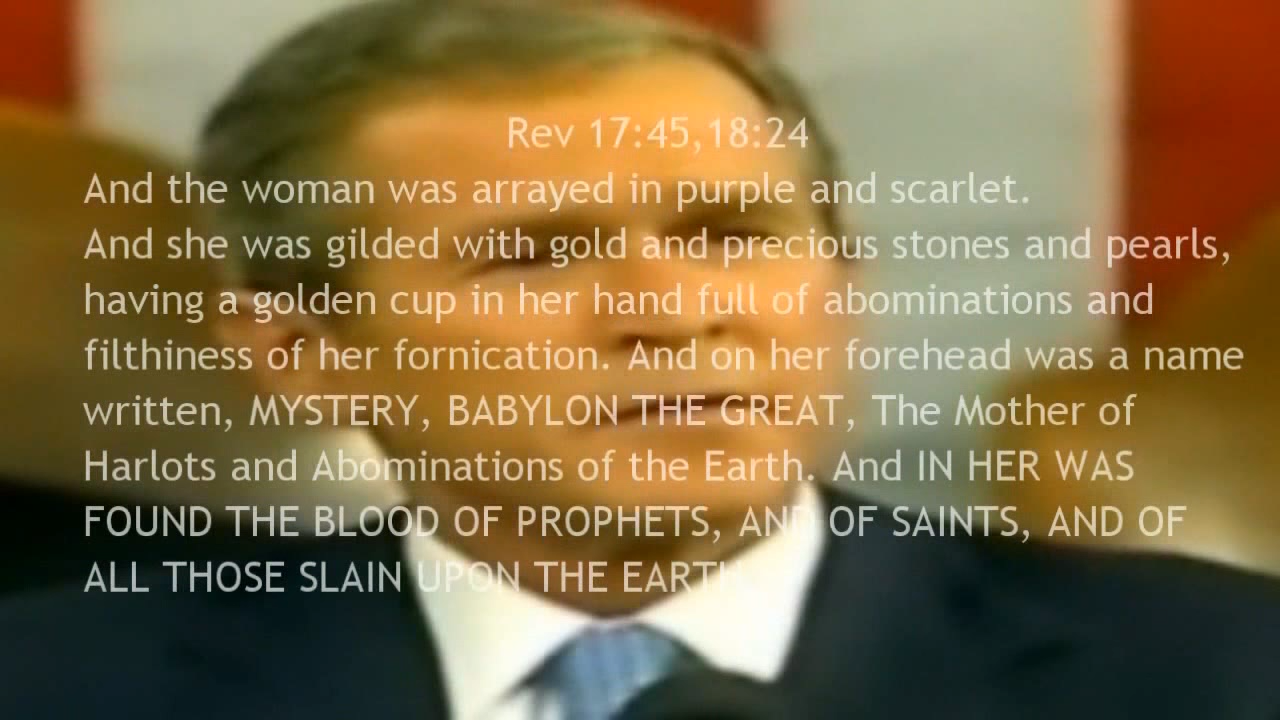 Rev 17:45,18:24
And the woman was arrayed in purple and scarlet.
And she was gilded with gold and precious stones and pearls,
having a golden cup in her hand full of abominations and
filthiness of her fornication. And on her forehead was a name
written, MYSTERY, BABYLON THE GREAT, The Mother of
Harlots and Abominations of the Earth. And IN HER WAS
FOUND THE BLOOD OF PROPHETS, AND OF SAINTS, AND OF
ALL THOSE SLAIN UPON THE EARTH.